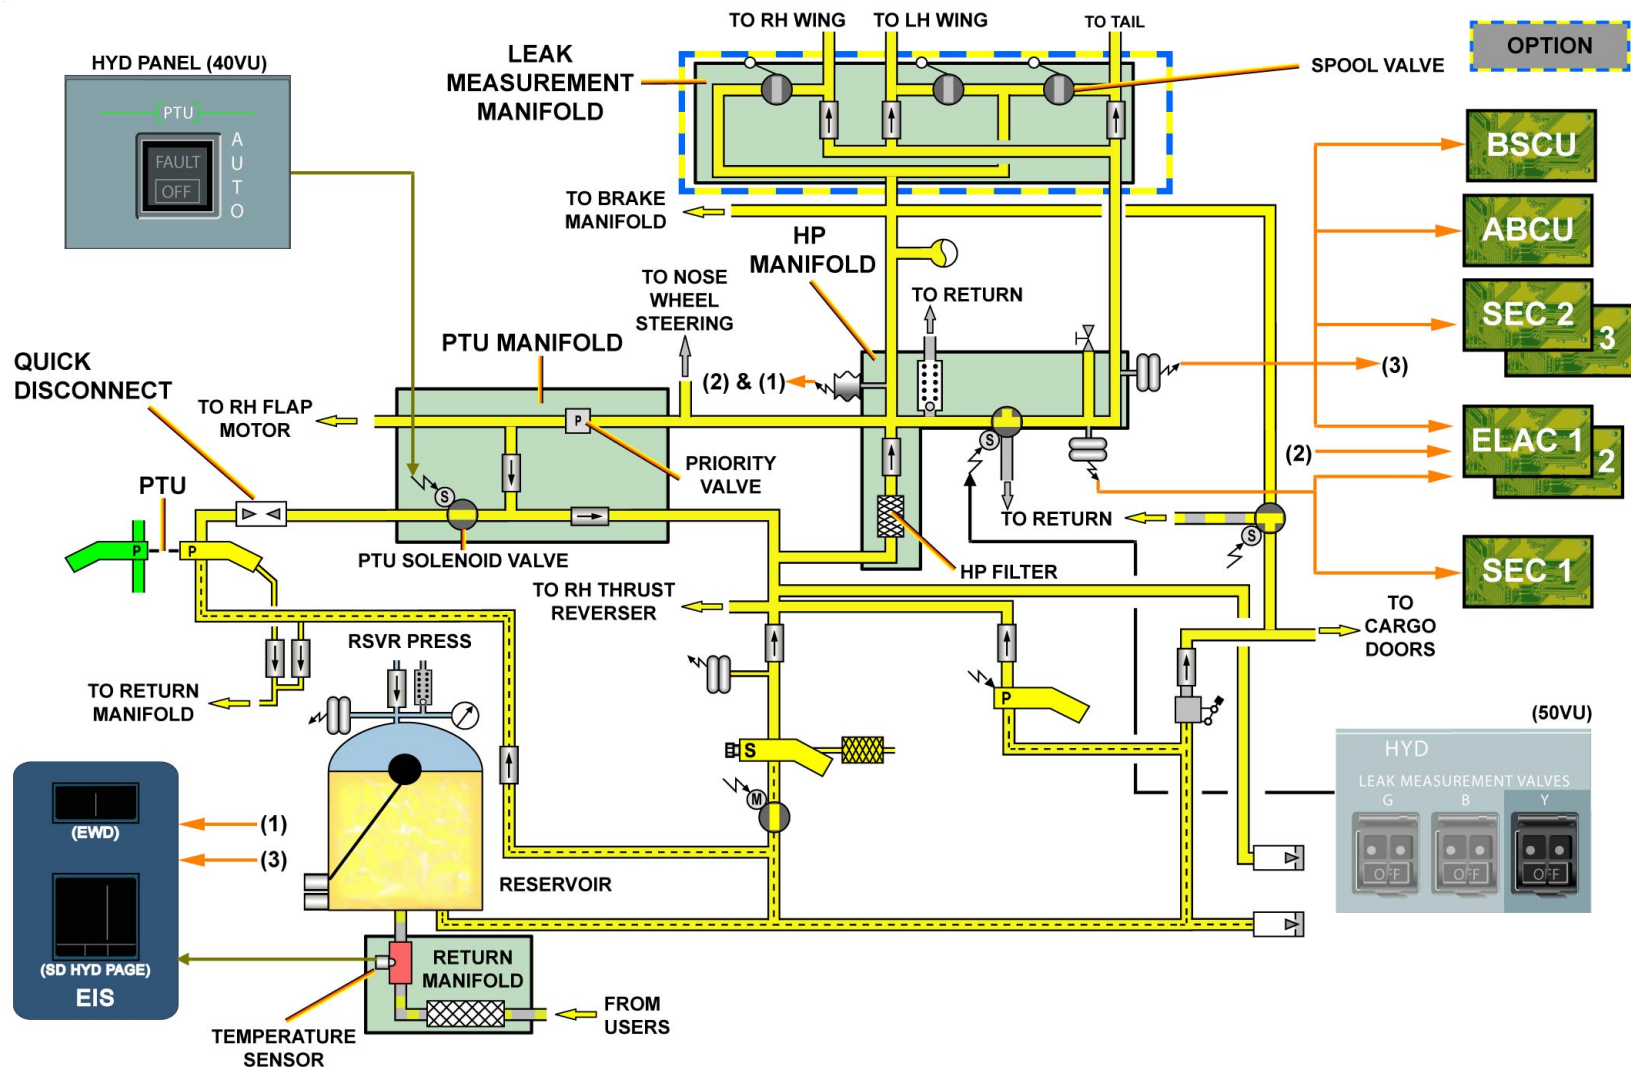 TO RH WING
TO LH WING
TO TAIL
OPTION
LEAK
MEASUREMENT
MANIFOLD
SPOOL VALVE
HYD PANEL (40VU)
PTU
FAULT
OFF
A
U
T
O
BSCU
ABCU
SEC 2
3
ELAC 1
2
SEC 1
TO BRAKE
MANIFOLD
HP
MANIFOLD
TO NOSE
WHEEL
STEERING
TO RETURN
PTU MANIFOLD
(2) & (1)
(3)
(2)
QUICK
DISCONNECT
TO RH FLAP
MOTOR
P
PRIORITY
VALVE
S
S
PTU
P
P
S
PTU SOLENOID VALVE
TO RETURN
S
HP FILTER
TO RH THRUST
REVERSER
TO
CARGO
DOORS
RSVR PRESS
TO RETURN
MANIFOLD
P
S
M
(50VU)
HYD
LEAK MEASUREMENT VALVES
G
B
Y
OFF
OFF
OFF
(EWD)
(1)
(3)
(SD HYD PAGE)
EIS
RESERVOIR
RETURN
MANIFOLD
FROM
USERS
TEMPERATURE
SENSOR